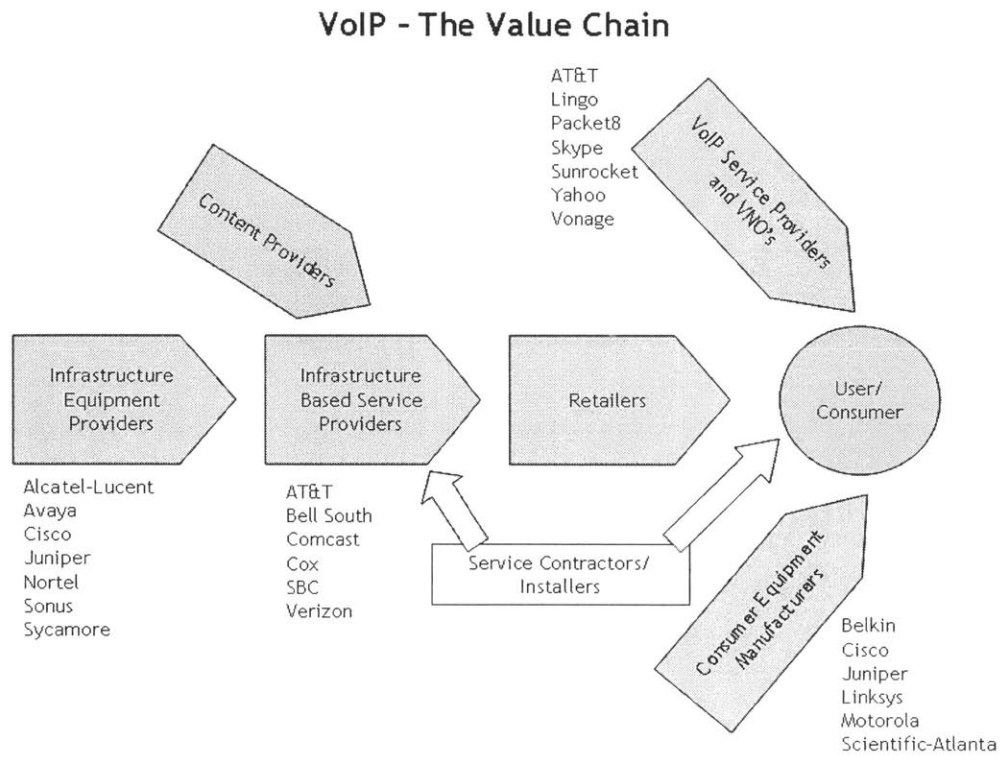 VoIP - The Value Chain
AT&T
Lingo
Packet8
Skype
Sunrocket
Yahoo
Vonage
VoIP Service Providers
and VNO's
Content Providers
Infrastructure
Equipment
Providers
Infrastructure
Based Service
Providers
Retailers
User/
Consumer
Alcatel-Lucent
Avaya
Cisco
Juniper
Nortel
Sonus
Sycamore
AT&T
Bell South
Comcast
Cox
SBC
Verizon
Service Contractors/
Installers
Consumer Equipment
Manufacturers
Belkin
Cisco
Juniper
Linksys
Motorola
Scientific-Atlanta